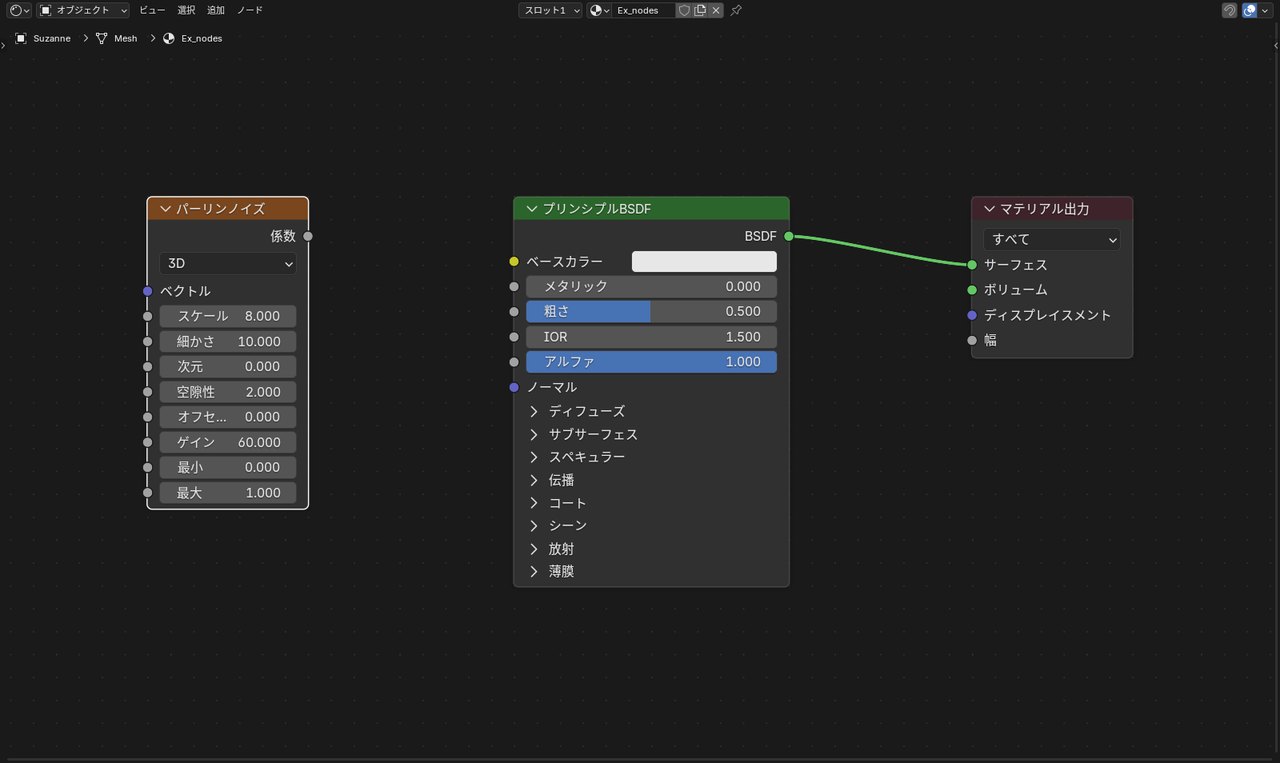 オブジェクト ビュー 選択 追加 ノード スロット1 Ex_nodes
Suzanne Mesh Ex_nodes
パーリンノイズ
係数
3D
ベクトル
スケール 8.000
細かさ 10.000
次元 0.000
空隙性 2.000
オフセ... 0.000
ゲイン 60.000
最小 0.000
最大 1.000
プリンシプルBSDF
BSDF
ベースカラー
メタリック 0.000
粗さ 0.500
IOR 1.500
アルファ 1.000
ノーマル
ディフューズ
サブサーフェス
スペキュラー
伝播
コート
シーン
放射
薄膜
マテリアル出力
すべて
サーフェス
ボリューム
ディスプレイスメント
幅